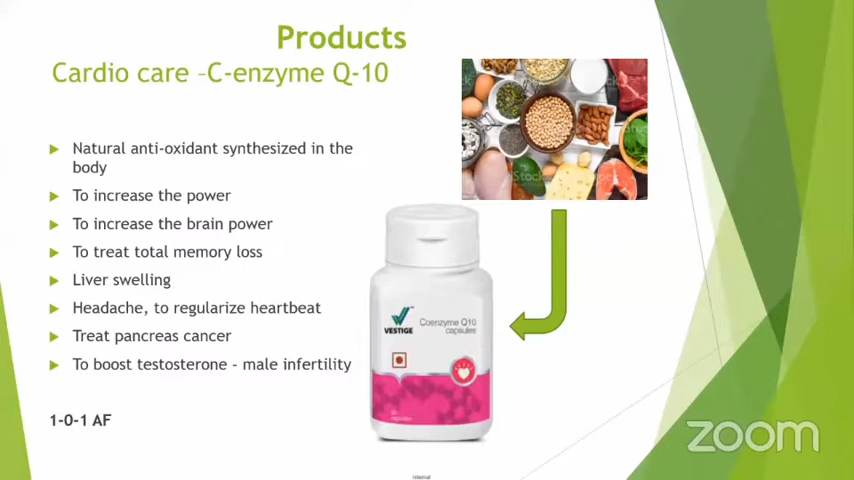 Products
Cardio care –C-enzyme Q-10
Natural anti-oxidant synthesized in the
body
To increase the power
To increase the brain power
To treat total memory loss
Liver swelling
Headache, to regularize heartbeat
Treat pancreas cancer
To boost testosterone - male infertility
1-0-1 AF
iStock
VESTIGE
Coenzyme Q10
capsules
zoom
Internal